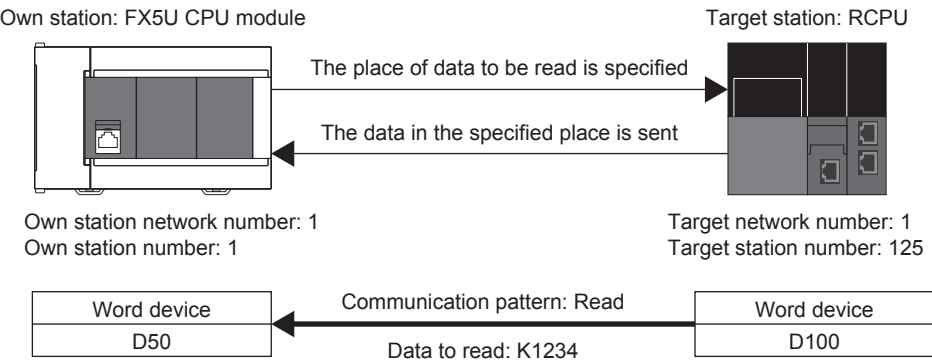 Own station: FX5U CPU module
Target station: RCPU
The place of data to be read is specified
The data in the specified place is sent
Own station network number: 1
Own station number: 1
Target network number: 1
Target station number: 125
Word device
D50
Communication pattern: Read
Data to read: K1234
Word device
D100